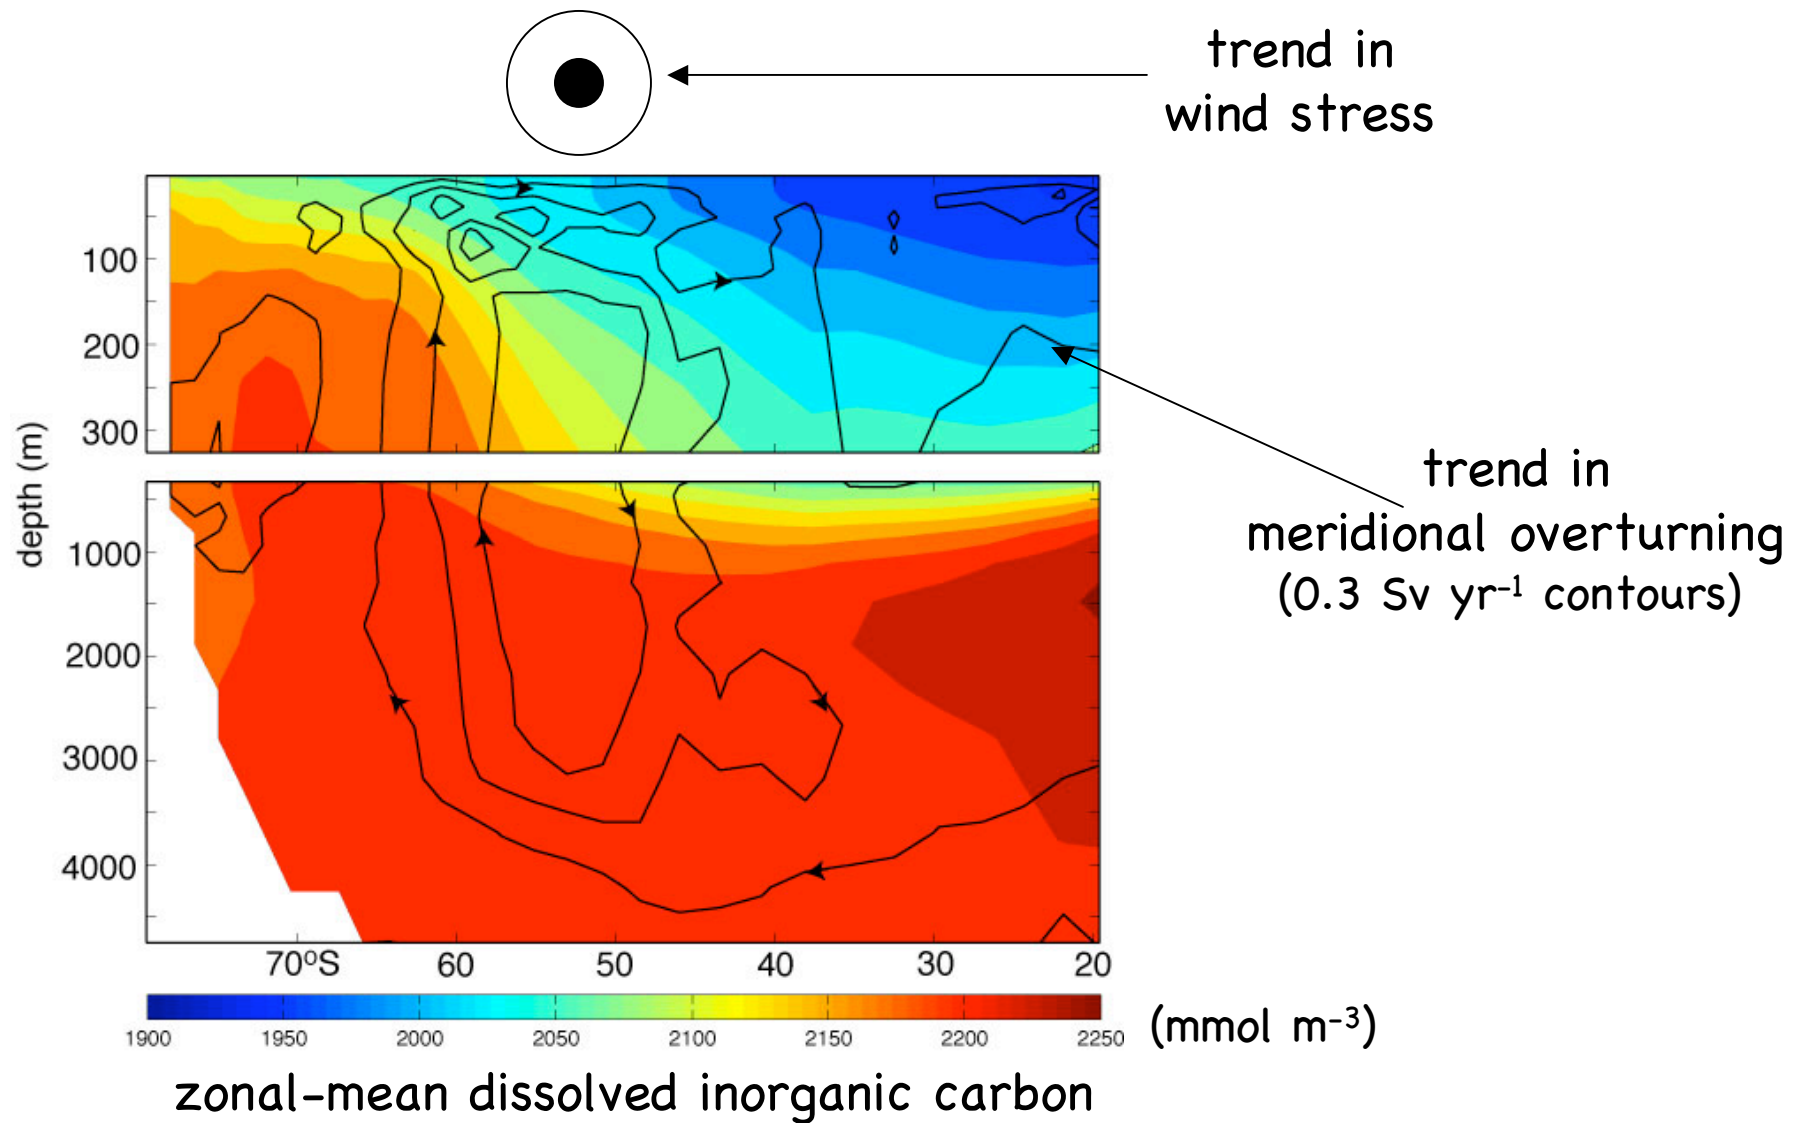 trend in
wind stress
100
200
300
depth (m)
trend in
meridional overturning
(0.3 Sv yr⁻¹ contours)
1000
2000
3000
4000
70°S 60 50 40 30 20
1900 1950 2000 2050 2100 2150 2200 2250
(mmol m⁻³)
zonal-mean dissolved inorganic carbon